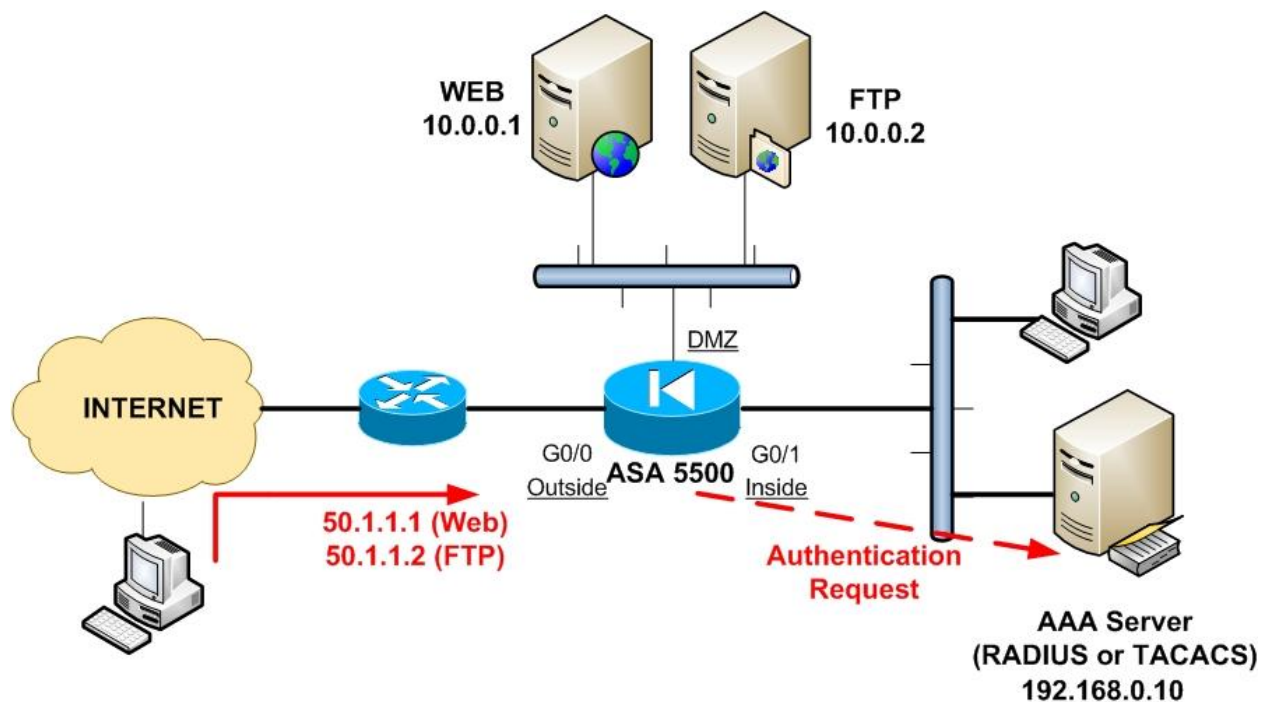 WEB
10.0.0.1
FTP
10.0.0.2
DMZ
INTERNET
G0/0
Outside
ASA 5500
G0/1
Inside
50.1.1.1 (Web)
50.1.1.2 (FTP)
Authentication
Request
AAA Server
(RADIUS or TACACS)
192.168.0.10